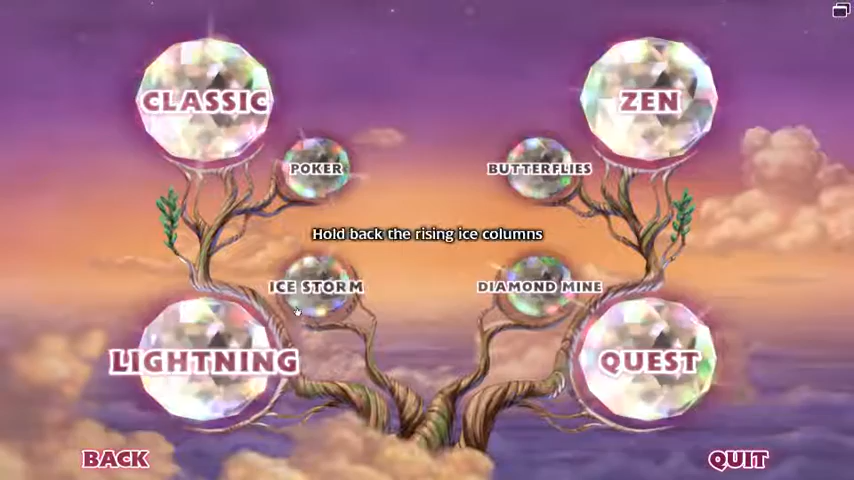 CLASSIC
ZEN
POKER
BUTTERFLIES
Hold back the rising ice columns
ICE STORM
DIAMOND MINE
LIGHTNING
QUEST
BACK
QUIT